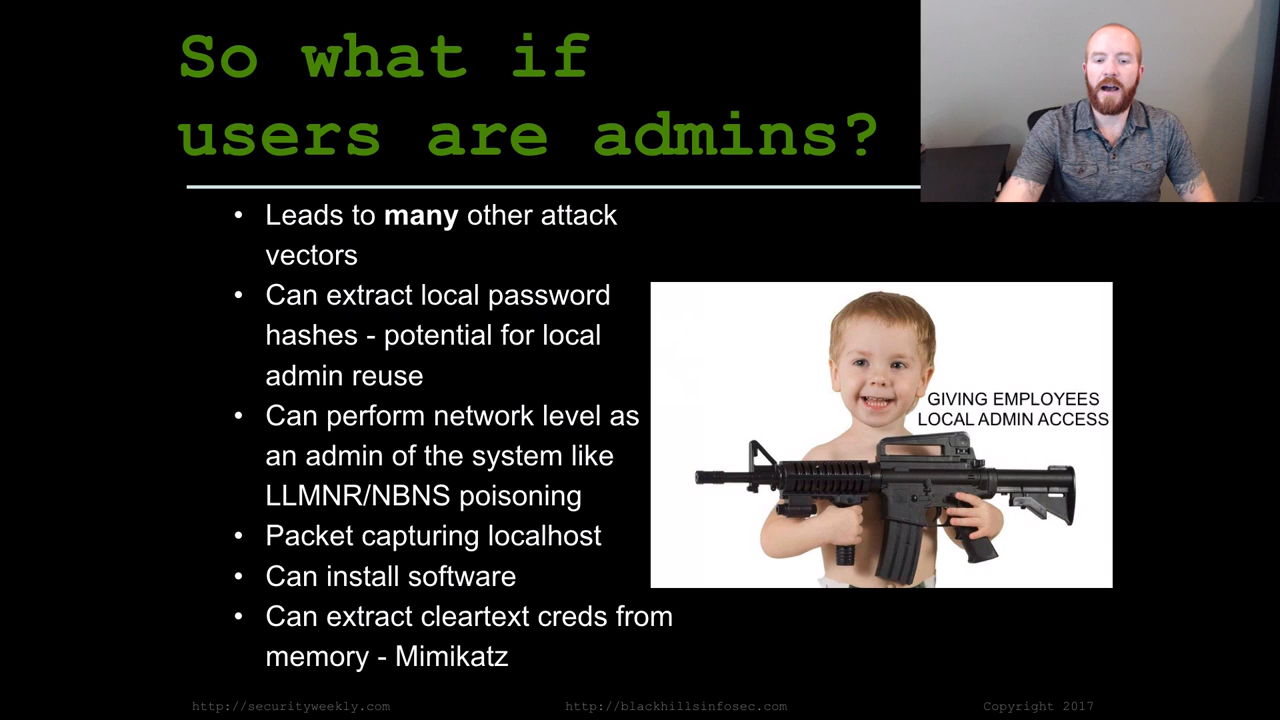 So what if
users are admins?
• Leads to many other attack
vectors
• Can extract local password
hashes - potential for local
admin reuse
• Can perform network level as
an admin of the system like
LLMNR/NBNS poisoning
• Packet capturing localhost
• Can install software
• Can extract cleartext creds from
memory - Mimikatz
GIVING EMPLOYEES
LOCAL ADMIN ACCESS
http://securityweekly.com
http://blackhillsinfosec.com
Copyright 2017